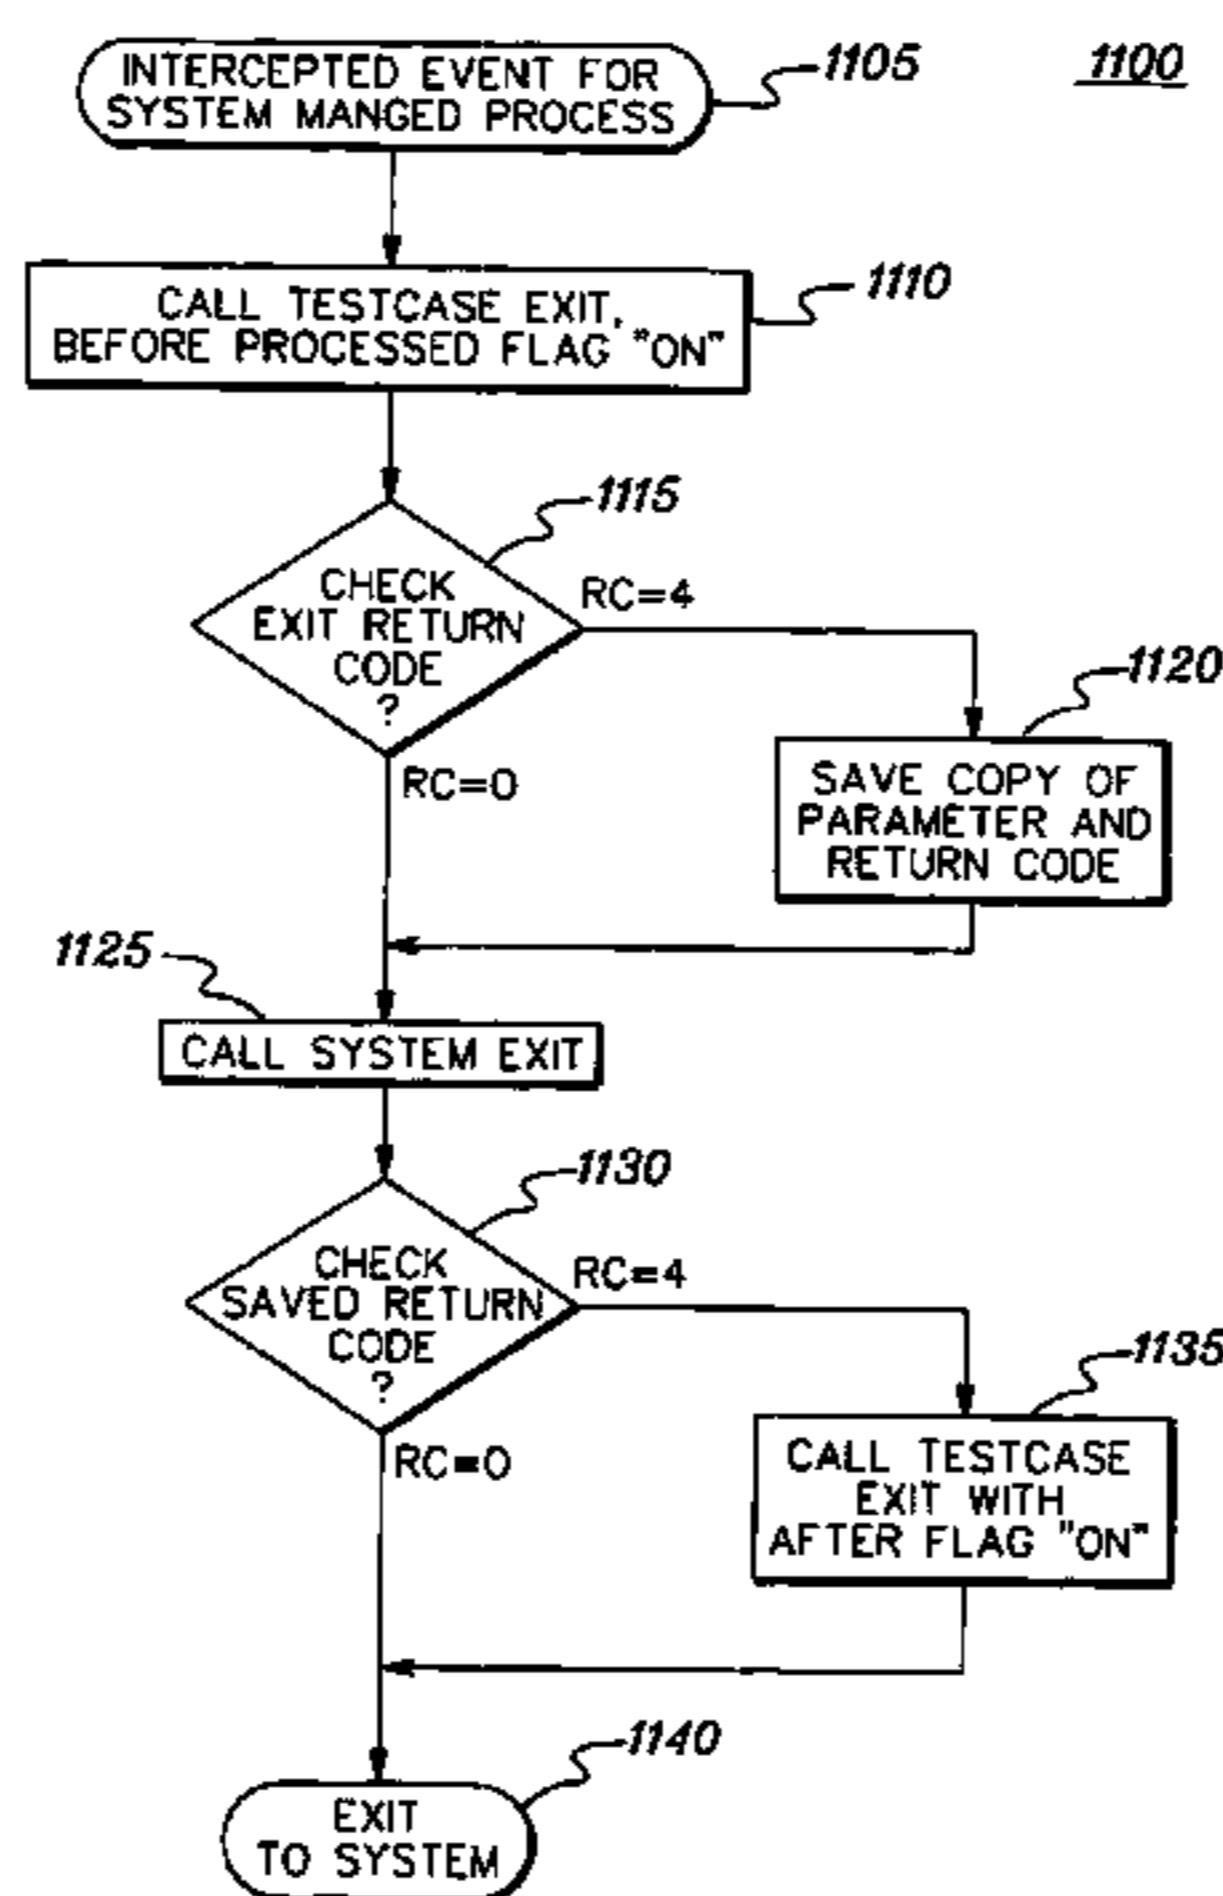 1100
INTERCEPTED EVENT FOR
SYSTEM MANGED PROCESS
1105
CALL TESTCASE EXIT,
BEFORE PROCESSED FLAG "ON"
1110
1115
CHECK
EXIT RETURN
CODE
?
RC=4
RC=0
1120
SAVE COPY OF
PARAMETER AND
RETURN CODE
1125
CALL SYSTEM EXIT
1130
CHECK
SAVED RETURN
CODE
?
RC=4
RC=0
1135
CALL TESTCASE
EXIT WITH
AFTER FLAG "ON"
1140
EXIT
TO SYSTEM